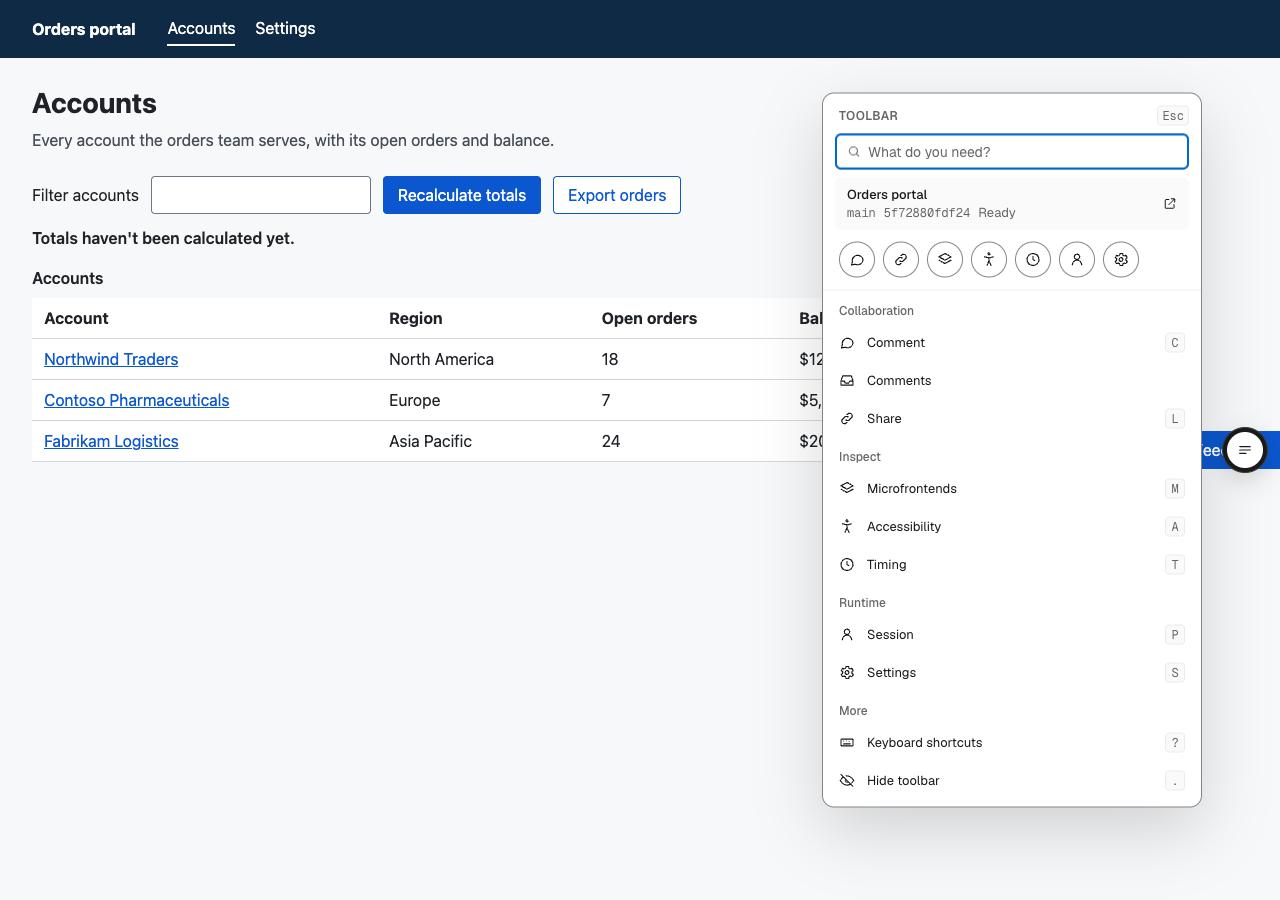 Orders portal Accounts Settings
Accounts
Every account the orders team serves, with its open orders and balance.
Filter accounts Recalculate totals Export orders
Totals haven't been calculated yet.
Accounts
Account Region Open orders
Northwind Traders North America 18
Contoso Pharmaceuticals Europe 7
Fabrikam Logistics Asia Pacific 24
TOOLBAR Esc
What do you need?
Orders portal
main 5f72880fdf24 Ready
Collaboration
Comment C
Comments
Share L
Inspect
Microfrontends M
Accessibility A
Timing T
Runtime
Session P
Settings S
More
Keyboard shortcuts ?
Hide toolbar .